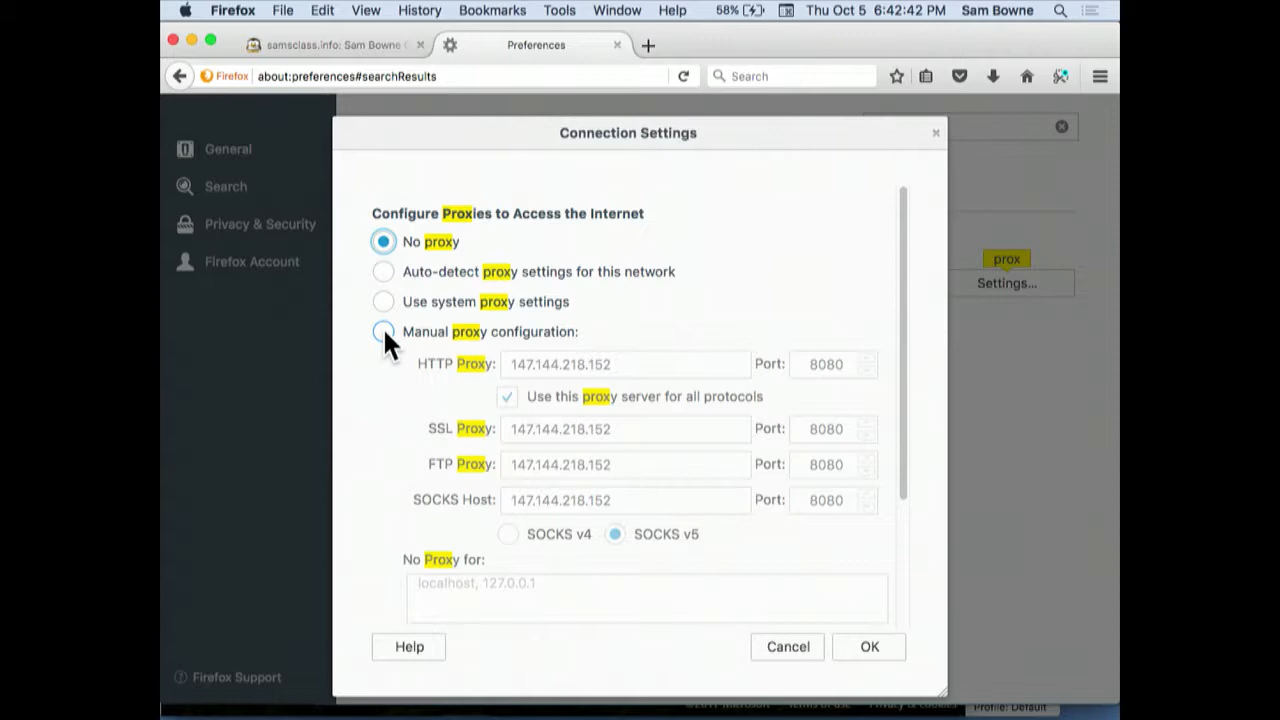 Firefox File Edit View History Bookmarks Tools Window Help 58% Thu Oct 5 6:42:42 PM Sam Bowne
samsclass.info: Sam Bowne
Preferences
Firefox about:preferences#searchResults
Search
Connection Settings
General
Search
Privacy & Security
Firefox Account
Configure Proxies to Access the Internet
No proxy
prox
Auto-detect proxy settings for this network
Settings...
Use system proxy settings
Manual proxy configuration:
HTTP Proxy: 147.144.218.152 Port: 8080
Use this proxy server for all protocols
SSL Proxy: 147.144.218.152 Port: 8080
FTP Proxy: 147.144.218.152 Port: 8080
SOCKS Host: 147.144.218.152 Port: 8080
SOCKS v4 SOCKS v5
No Proxy for:
localhost, 127.0.0.1
Help Cancel OK
Firefox Support
Profile: Default